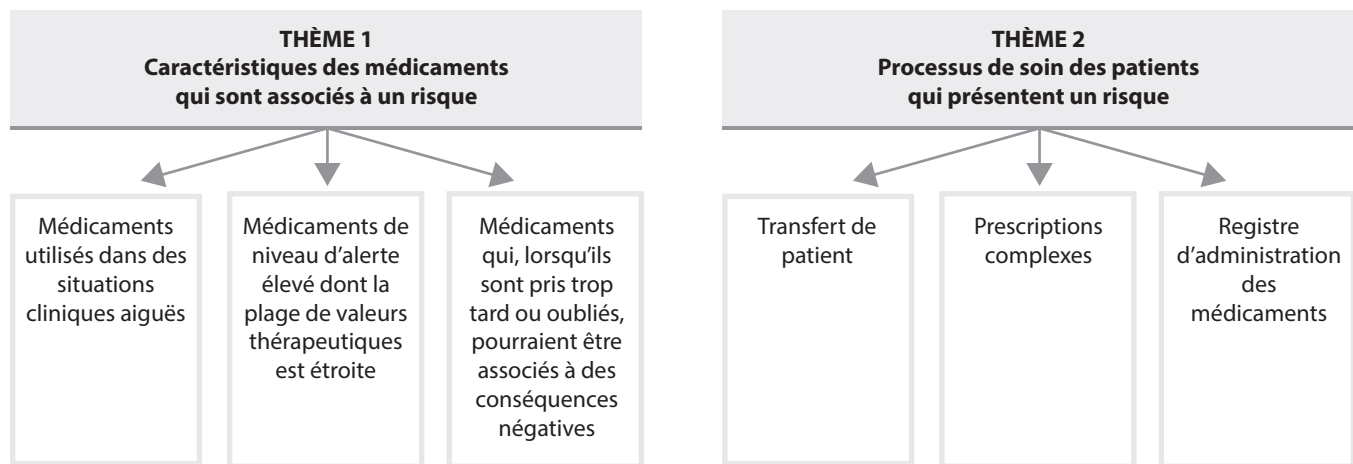 THÈME 1
Caractéristiques des médicaments
qui sont associés à un risque
Médicaments
utilisés dans des
situations
cliniques aiguës
Médicaments de
niveau d’alerte
élevé dont la
plage de valeurs
thérapeutiques
est étroite
Médicaments
qui, lorsqu’ils
sont pris trop
tard ou oubliés,
pourraient être
associés à des
conséquences
négatives
THÈME 2
Processus de soin des patients
qui présentent un risque
Transfert de
patient
Prescriptions
complexes
Registre
d’administration
des
médicaments